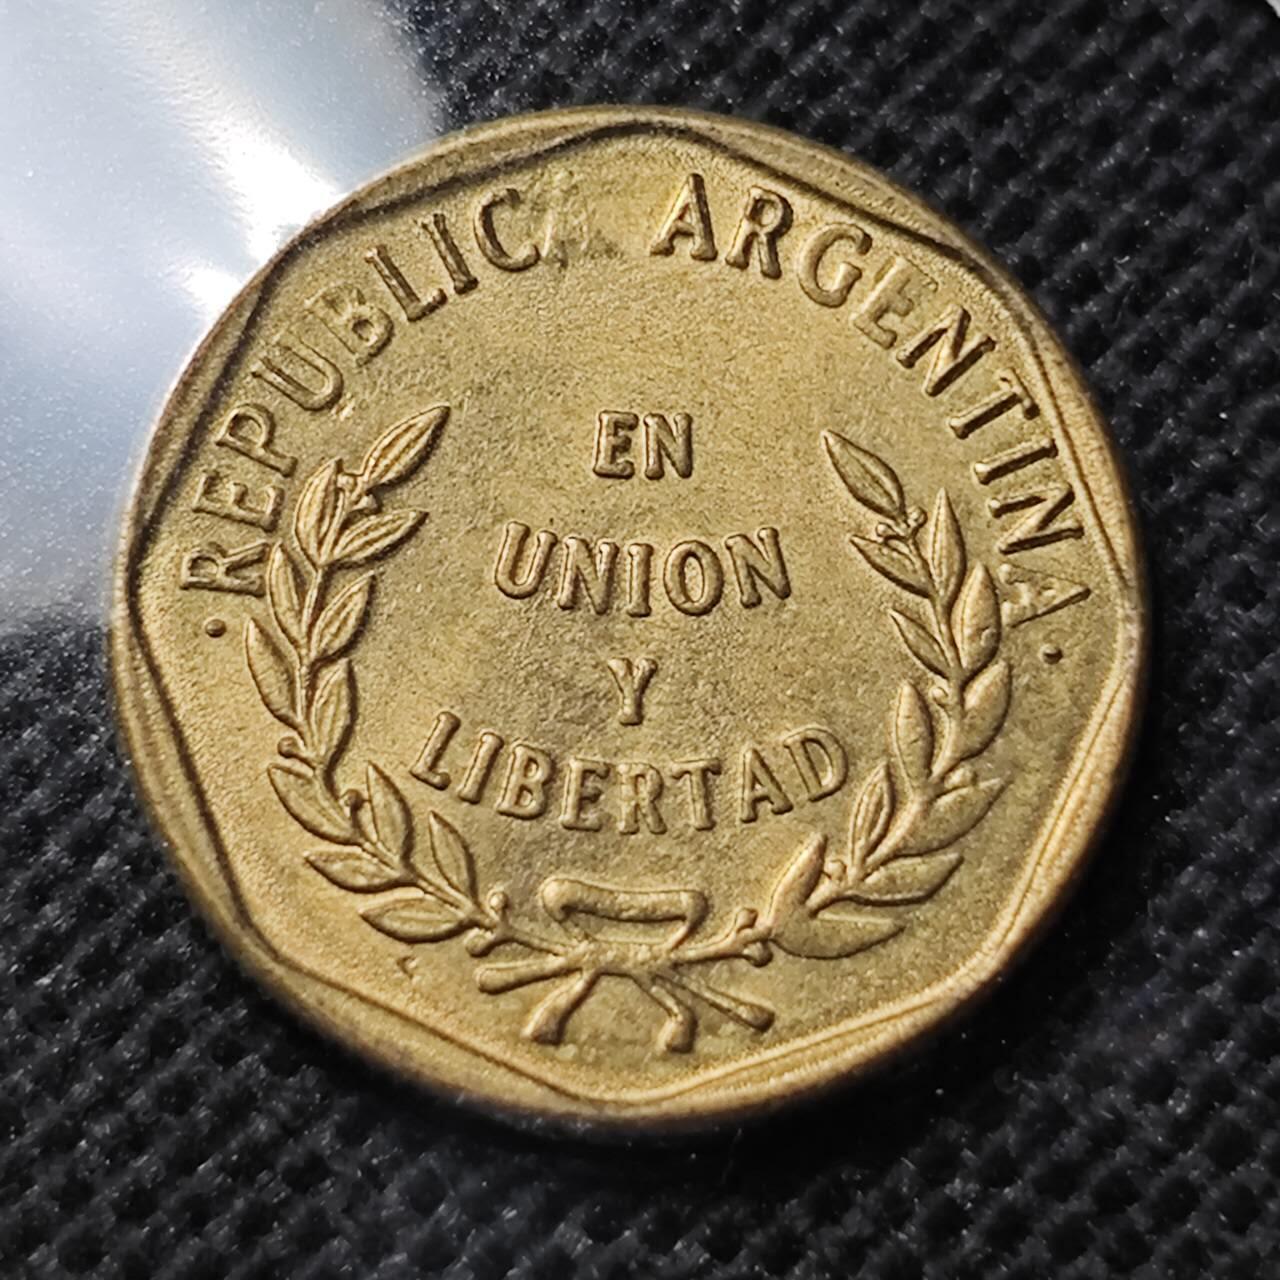 · REPUBLICA ARGENTINA ·
EN
UNION
Y
LIBERTAD